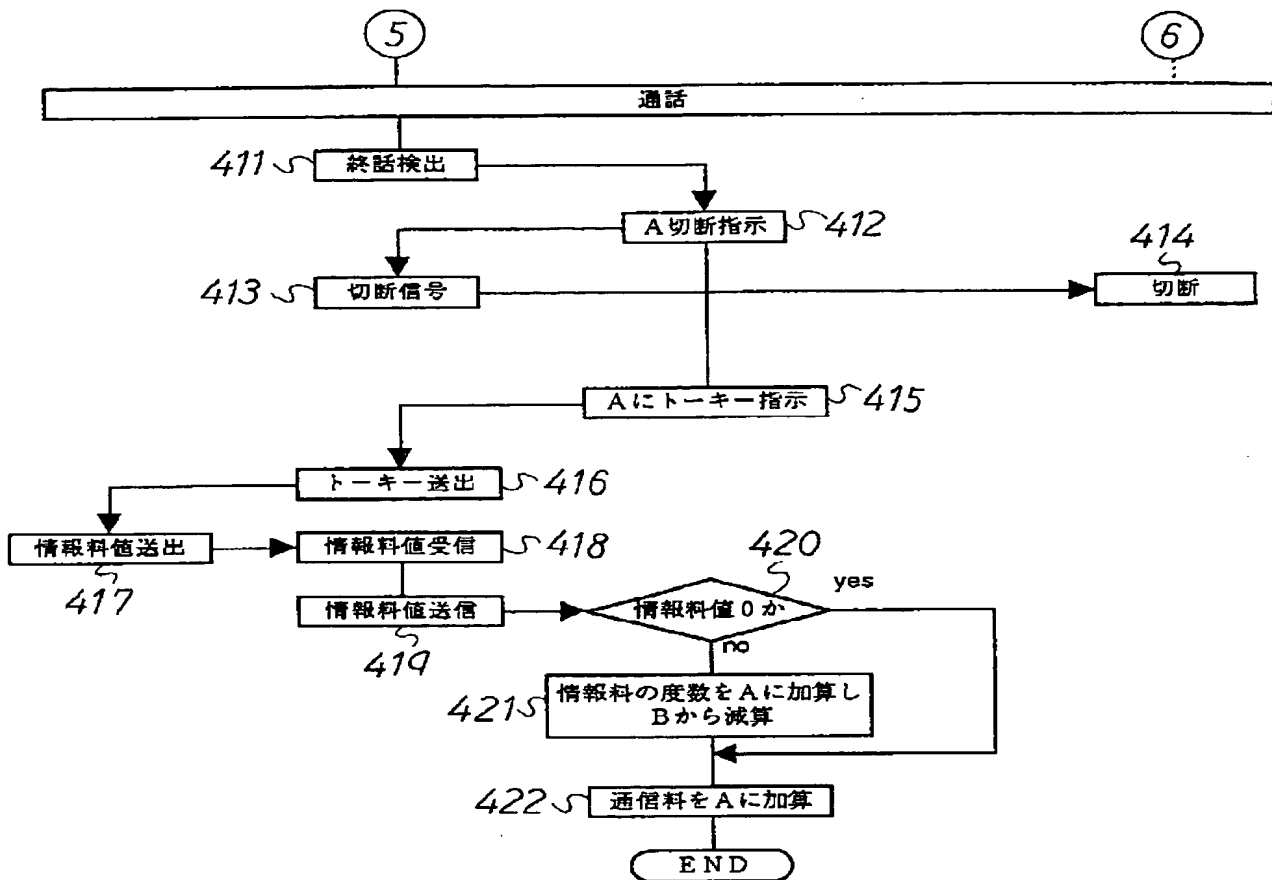 5
6
通話
411
終話検出
A切断指示
412
413
切断信号
414
切断
Aにトーキー指示
415
トーキー送出
416
情報料値送出
417
情報料値受信
418
情報料値送信
419
420
情報料値0か
yes
no
421
情報料の度数をAに加算し
Bから減算
422
通信料をAに加算
END